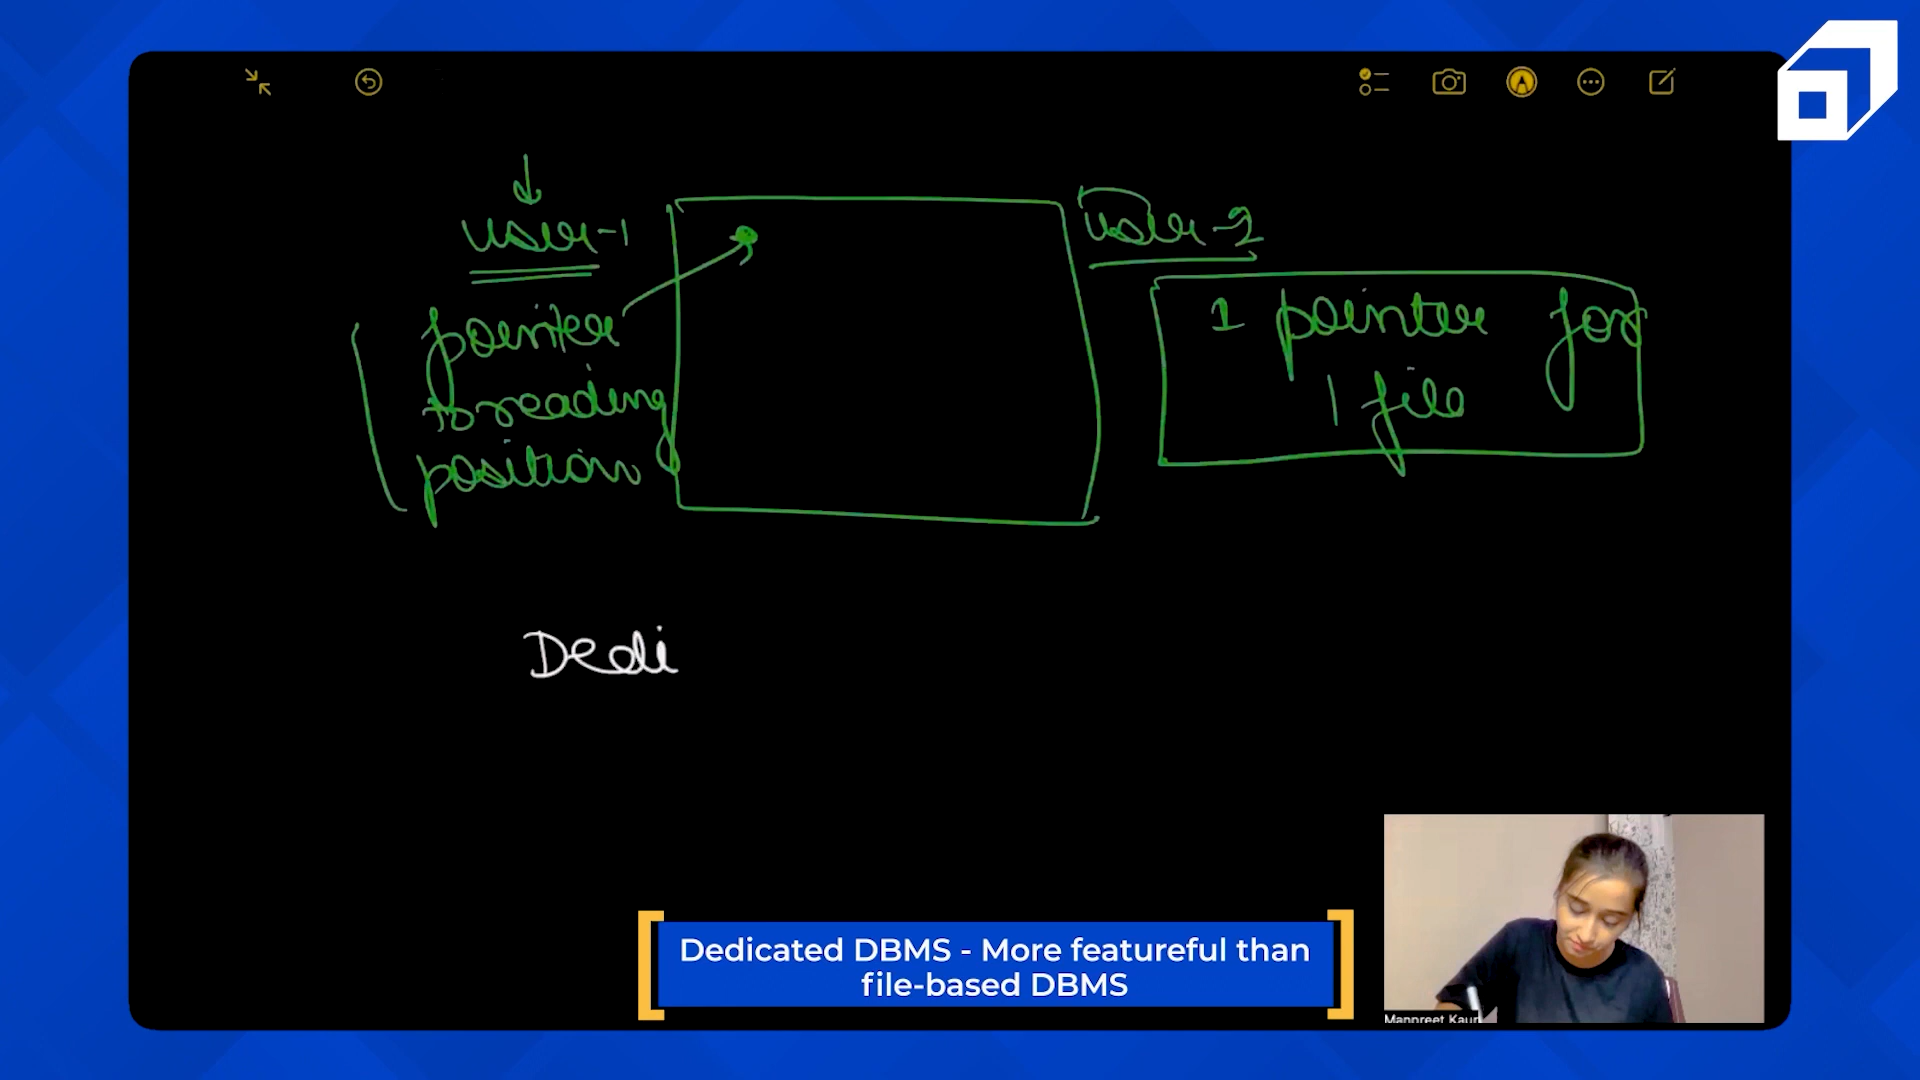 user-1
user-2
pointer
to reading
position
1 pointer for
1 file
Dedi
Dedicated DBMS - More featureful than
file-based DBMS
Manpreet Kaur